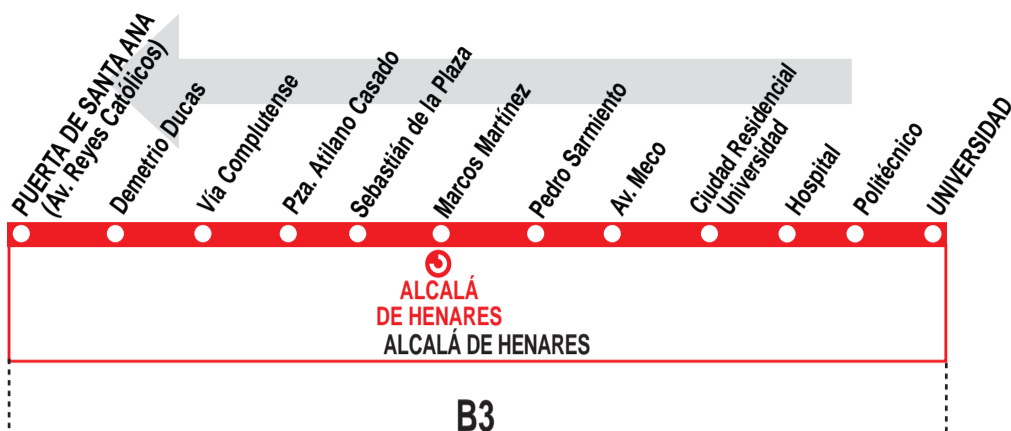 PUERTA DE SANTA ANA
(Av. Reyes Católicos)
Demetrio Ducas
Vía Complutense
Pza. Atilano Casado
Sebastián de la Plaza
Marcos Martínez
Pedro Sarmiento
Av. Meco
Ciudad Residencial
Universidad
Hospital
Politécnico
UNIVERSIDAD
ALCALÁ
DE HENARES
ALCALÁ DE HENARES
B3